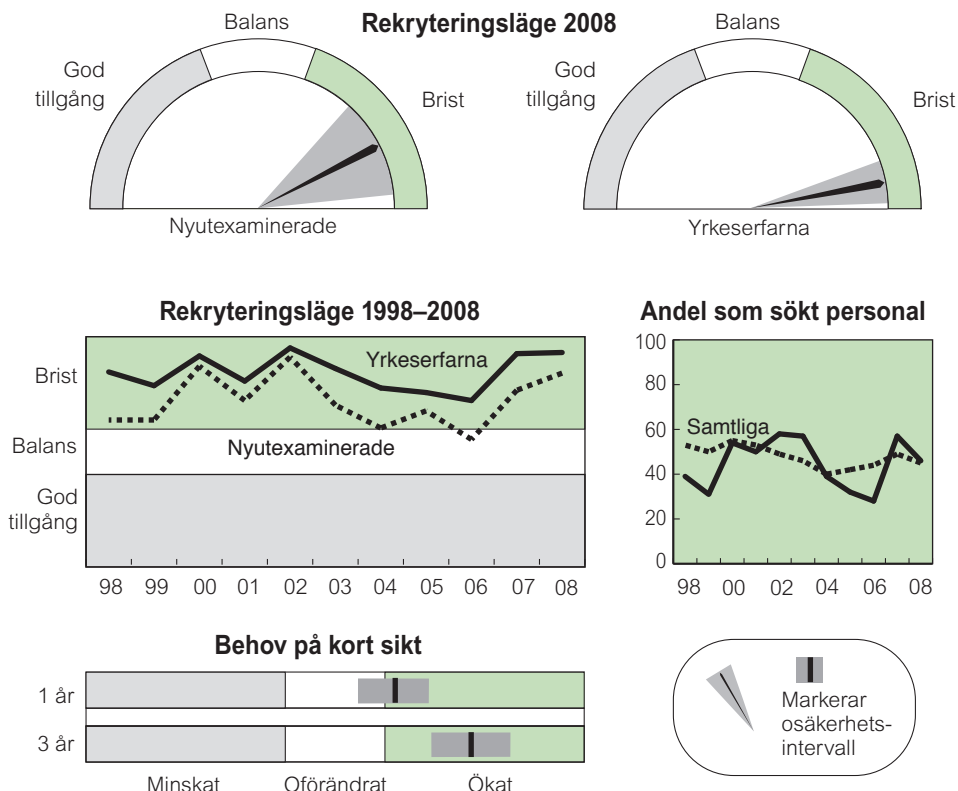 Rekryteringsläge 2008
Balans
God
tillgång
Brist
Nyutexaminerade
Balans
God
tillgång
Brist
Yrkeserfarna
Rekryteringsläge 1998–2008
Brist
Balans
God
tillgång
Yrkeserfarna
Nyutexaminerade
98 99 00 01 02 03 04 05 06 07 08
Andel som sökt personal
100
80
60
40
20
0
Samtliga
98 00 02 04 06 08
Behov på kort sikt
1 år
3 år
Minskat Oförändrat Ökat
Markerar
osäkerhets-
intervall